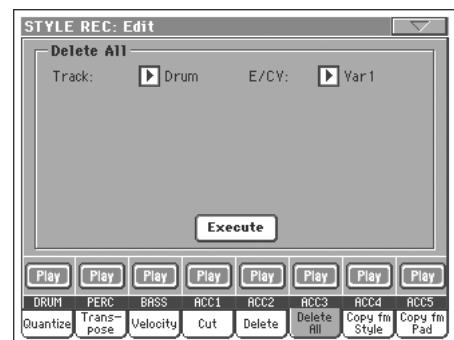 STYLE REC: Edit
Delete All
Track: Drum E/CV: Var1
Execute
Play Play Play Play Play Play Play Play
DRUM PERC BASS ACC1 ACC2 ACC3 ACC4 ACC5
Quantize Trans-pose Velocity Cut Delete Delete All Copy fm Style Copy fm Pad